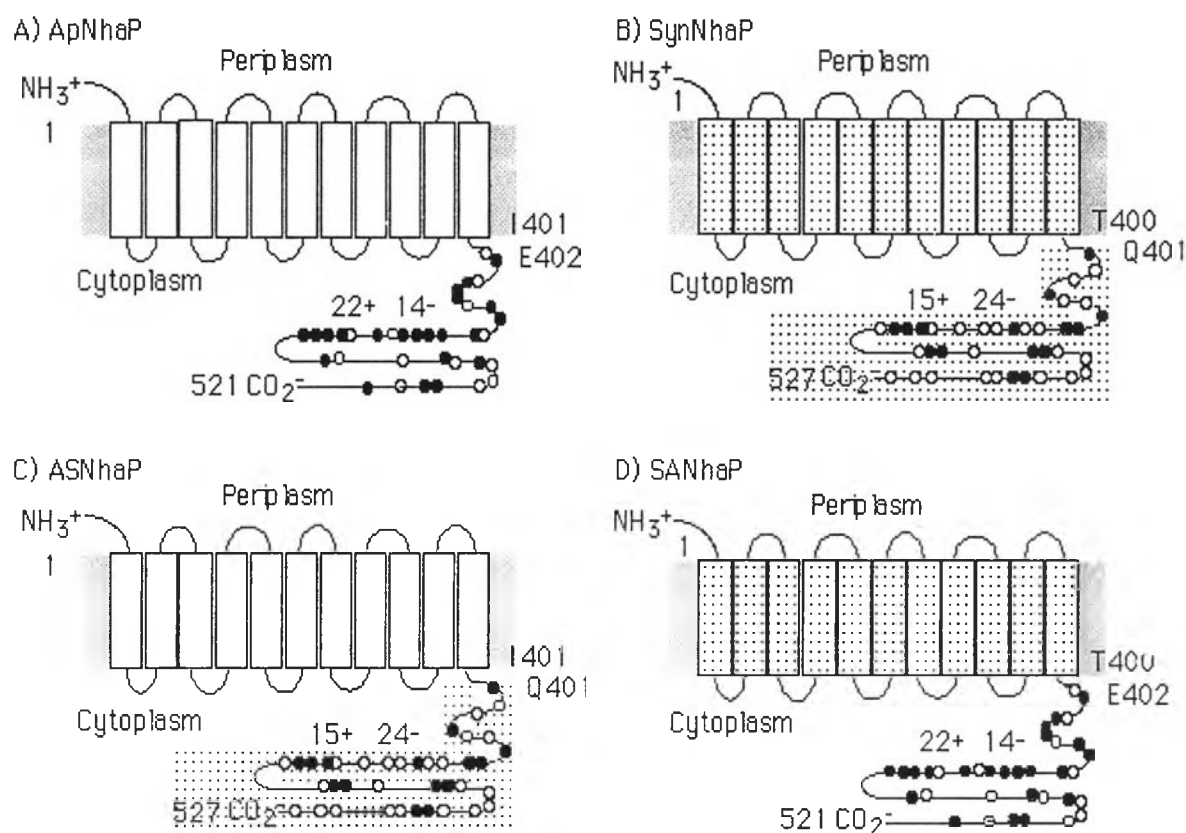 A) ApNhaP
Periplasm
NH3+
1
I401
E402
Cytoplasm
22+ 14-
521 CO2-
B) SynNhaP
Periplasm
NH3+
1
T400
Q401
Cytoplasm
15+ 24-
527 CO2-
C) ASNhaP
Periplasm
NH3+
1
I401
Q401
Cytoplasm
15+ 24-
527 CO2-
D) SANhaP
Periplasm
NH3+
1
T400
E402
Cytoplasm
22+ 14-
521 CO2-